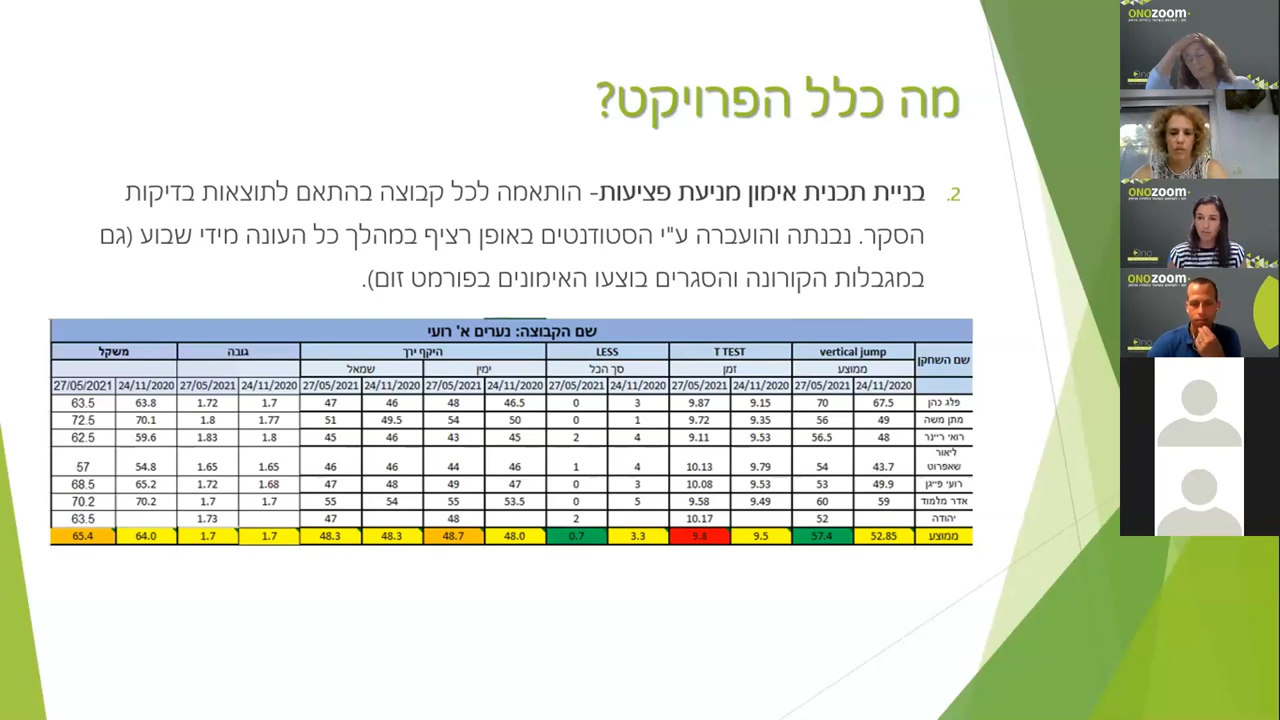 מה כלל הפרויקט?
2. בניית תכנית אימון מניעת פציעות- הותאמה לכל קבוצה בהתאם לתוצאות בדיקות
הסקר. נבנתה והועברה ע"י הסטודנטים באופן רציף במהלך כל העונה מידי שבוע (גם
במגבלות הקורונה והסגרים בוצעו האימונים בפורמט זום).
שם הקבוצה: נערים א' רועי
שם השחקן vertical jump T TEST LESS היקף ירך גובה משקל
ממוצע זמן סך הכל ימין שמאל
24/11/2020 27/05/2021 24/11/2020 27/05/2021 24/11/2020 27/05/2021 24/11/2020 27/05/2021 24/11/2020 27/05/2021 24/11/2020 27/05/2021 24/11/2020 27/05/2021
פלג כהן 67.5 70 9.15 9.87 3 0 46.5 48 46 47 1.7 1.72 63.8 63.5
מתן משה 49 56 9.35 9.72 1 0 50 54 49.5 51 1.77 1.8 70.1 72.5
רואי ריינר 48 56.5 9.53 9.11 4 2 45 43 46 45 1.8 1.83 59.6 62.5
ליאור
שאפרוט 43.7 54 9.79 10.13 4 1 46 44 46 46 1.65 1.65 54.8 57
רועי פייגן 49.9 53 9.53 10.08 3 0 47 49 48 47 1.68 1.72 65.2 68.5
אדר מלמוד 59 60 9.49 9.58 5 0 53.5 55 54 55 1.7 1.7 70.2 70.2
יהודה 52 10.17 2 48 47 1.73 63.5
ממוצע 52.85 57.4 9.5 9.8 3.3 0.7 48.0 48.7 48.3 48.3 1.7 1.7 64.0 65.4
ONOZOOM
ONOZOOM
ONOZOOM